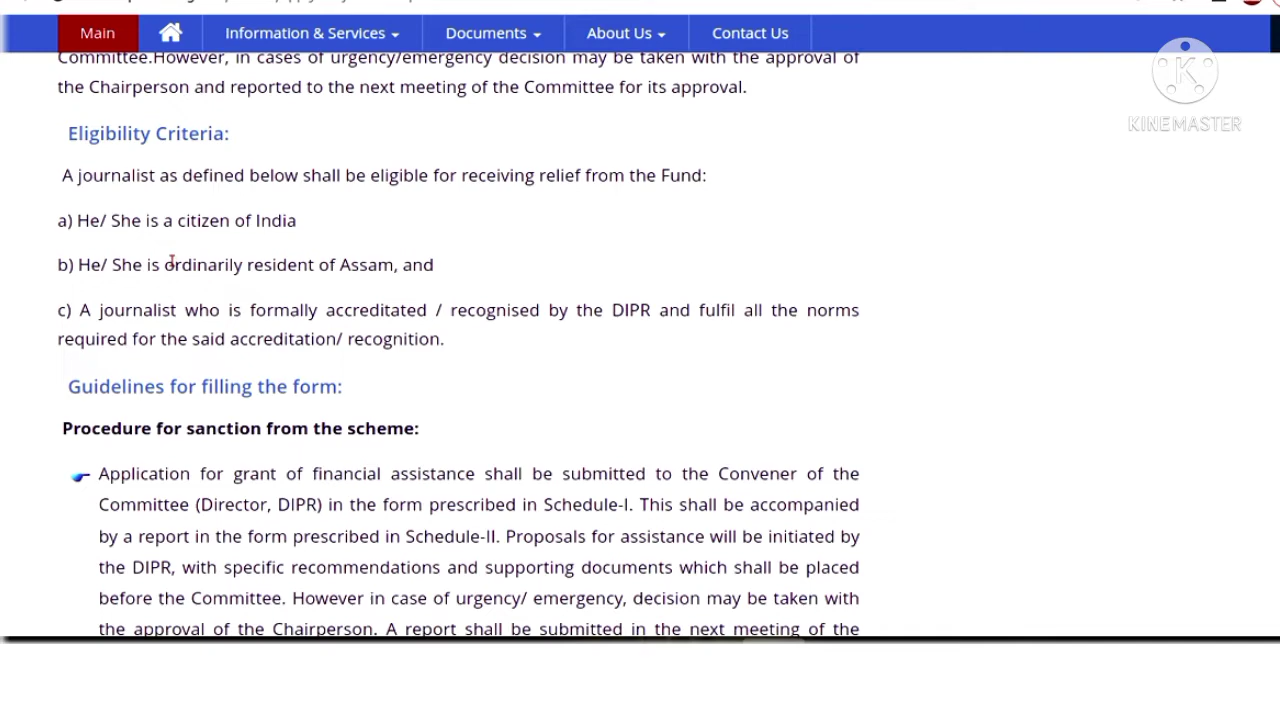 Main
Information & Services
Documents
About Us
Contact Us
Committee.However, in cases of urgency/emergency decision may be taken with the approval of
the Chairperson and reported to the next meeting of the Committee for its approval.
KINEMASTER
Eligibility Criteria:
A journalist as defined below shall be eligible for receiving relief from the Fund:
a) He/ She is a citizen of India
b) He/ She is ordinarily resident of Assam, and
c) A journalist who is formally accredited / recognised by the DIPR and fulfil all the norms
required for the said accreditation/ recognition.
Guidelines for filling the form:
Procedure for sanction from the scheme:
Application for grant of financial assistance shall be submitted to the Convener of the
Committee (Director, DIPR) in the form prescribed in Schedule-I. This shall be accompanied
by a report in the form prescribed in Schedule-II. Proposals for assistance will be initiated by
the DIPR, with specific recommendations and supporting documents which shall be placed
before the Committee. However in case of urgency/ emergency, decision may be taken with
the approval of the Chairperson. A report shall be submitted in the next meeting of the